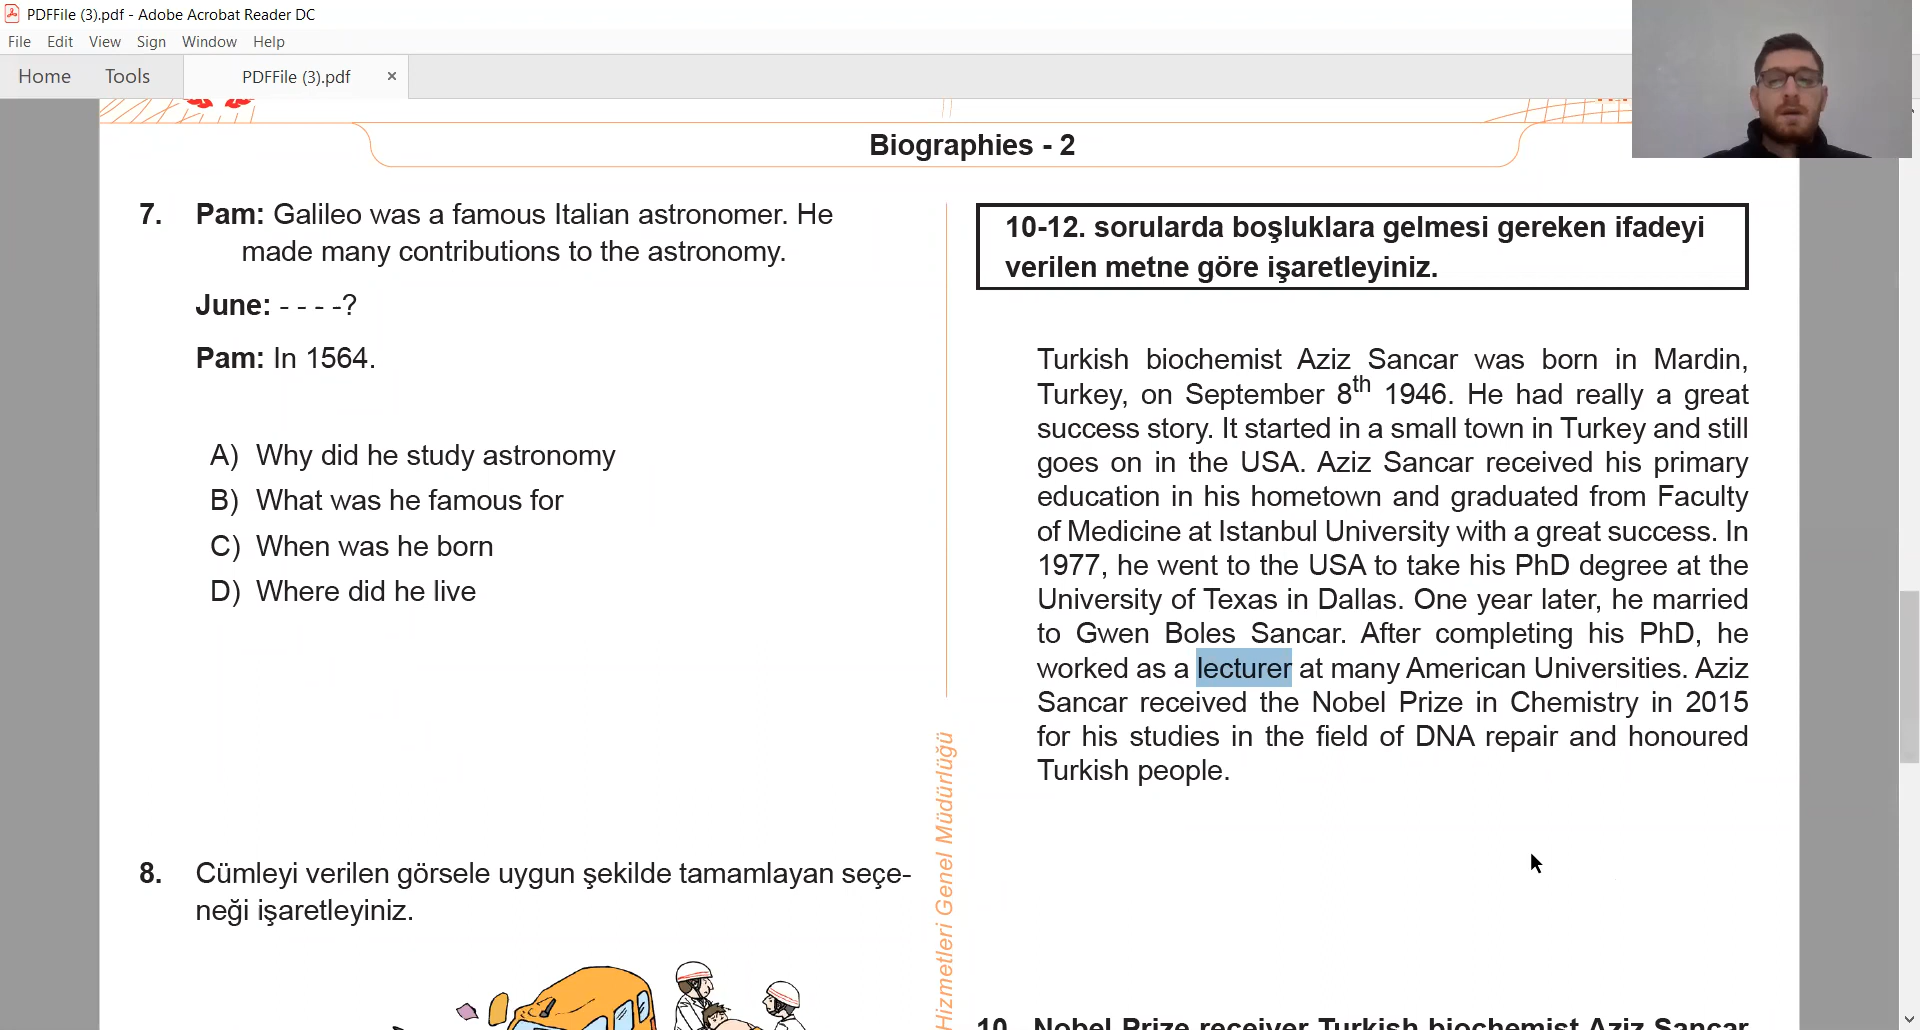 PDFFile (3).pdf - Adobe Acrobat Reader DC
File Edit View Sign Window Help
Home Tools PDFFile (3).pdf ×
Biographies - 2
7. Pam: Galileo was a famous Italian astronomer. He
made many contributions to the astronomy.
June: - - - -?
Pam: In 1564.
A) Why did he study astronomy
B) What was he famous for
C) When was he born
D) Where did he live
8. Cümleyi verilen görsele uygun şekilde tamamlayan seçe-
neği işaretleyiniz.
Hizmetleri Genel Müdürlüğü
10-12. sorularda boşluklara gelmesi gereken ifadeyi
verilen metne göre işaretleyiniz.
Turkish biochemist Aziz Sancar was born in Mardin,
Turkey, on September 8th 1946. He had really a great
success story. It started in a small town in Turkey and still
goes on in the USA. Aziz Sancar received his primary
education in his hometown and graduated from Faculty
of Medicine at Istanbul University with a great success. In
1977, he went to the USA to take his PhD degree at the
University of Texas in Dallas. One year later, he married
to Gwen Boles Sancar. After completing his PhD, he
worked as a lecturer at many American Universities. Aziz
Sancar received the Nobel Prize in Chemistry in 2015
for his studies in the field of DNA repair and honoured
Turkish people.
10. Nobel Prize receiver Turkish biochemist Aziz Sancar